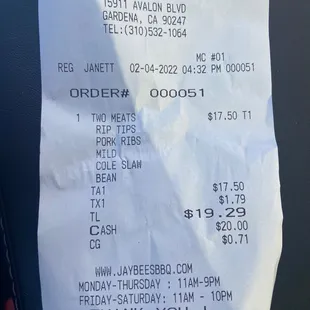 15911 AVALON BLVD
GARDENA, CA 90247
TEL:(310)532-1064
MC #01
REG JANETT 02-04-2022 04:32 PM 000051
ORDER# 000051
1 TWO MEATS $17.50 T1
RIP TIPS
PORK RIBS
MILD
COLE SLAW
BEAN
TA1 $17.50
TX1 $1.79
TL $19.29
CASH $20.00
CG $0.71
WWW.JAYBEESBBQ.COM
MONDAY-THURSDAY : 11AM-9PM
FRIDAY-SATURDAY: 11AM - 10PM
THANK YOU !